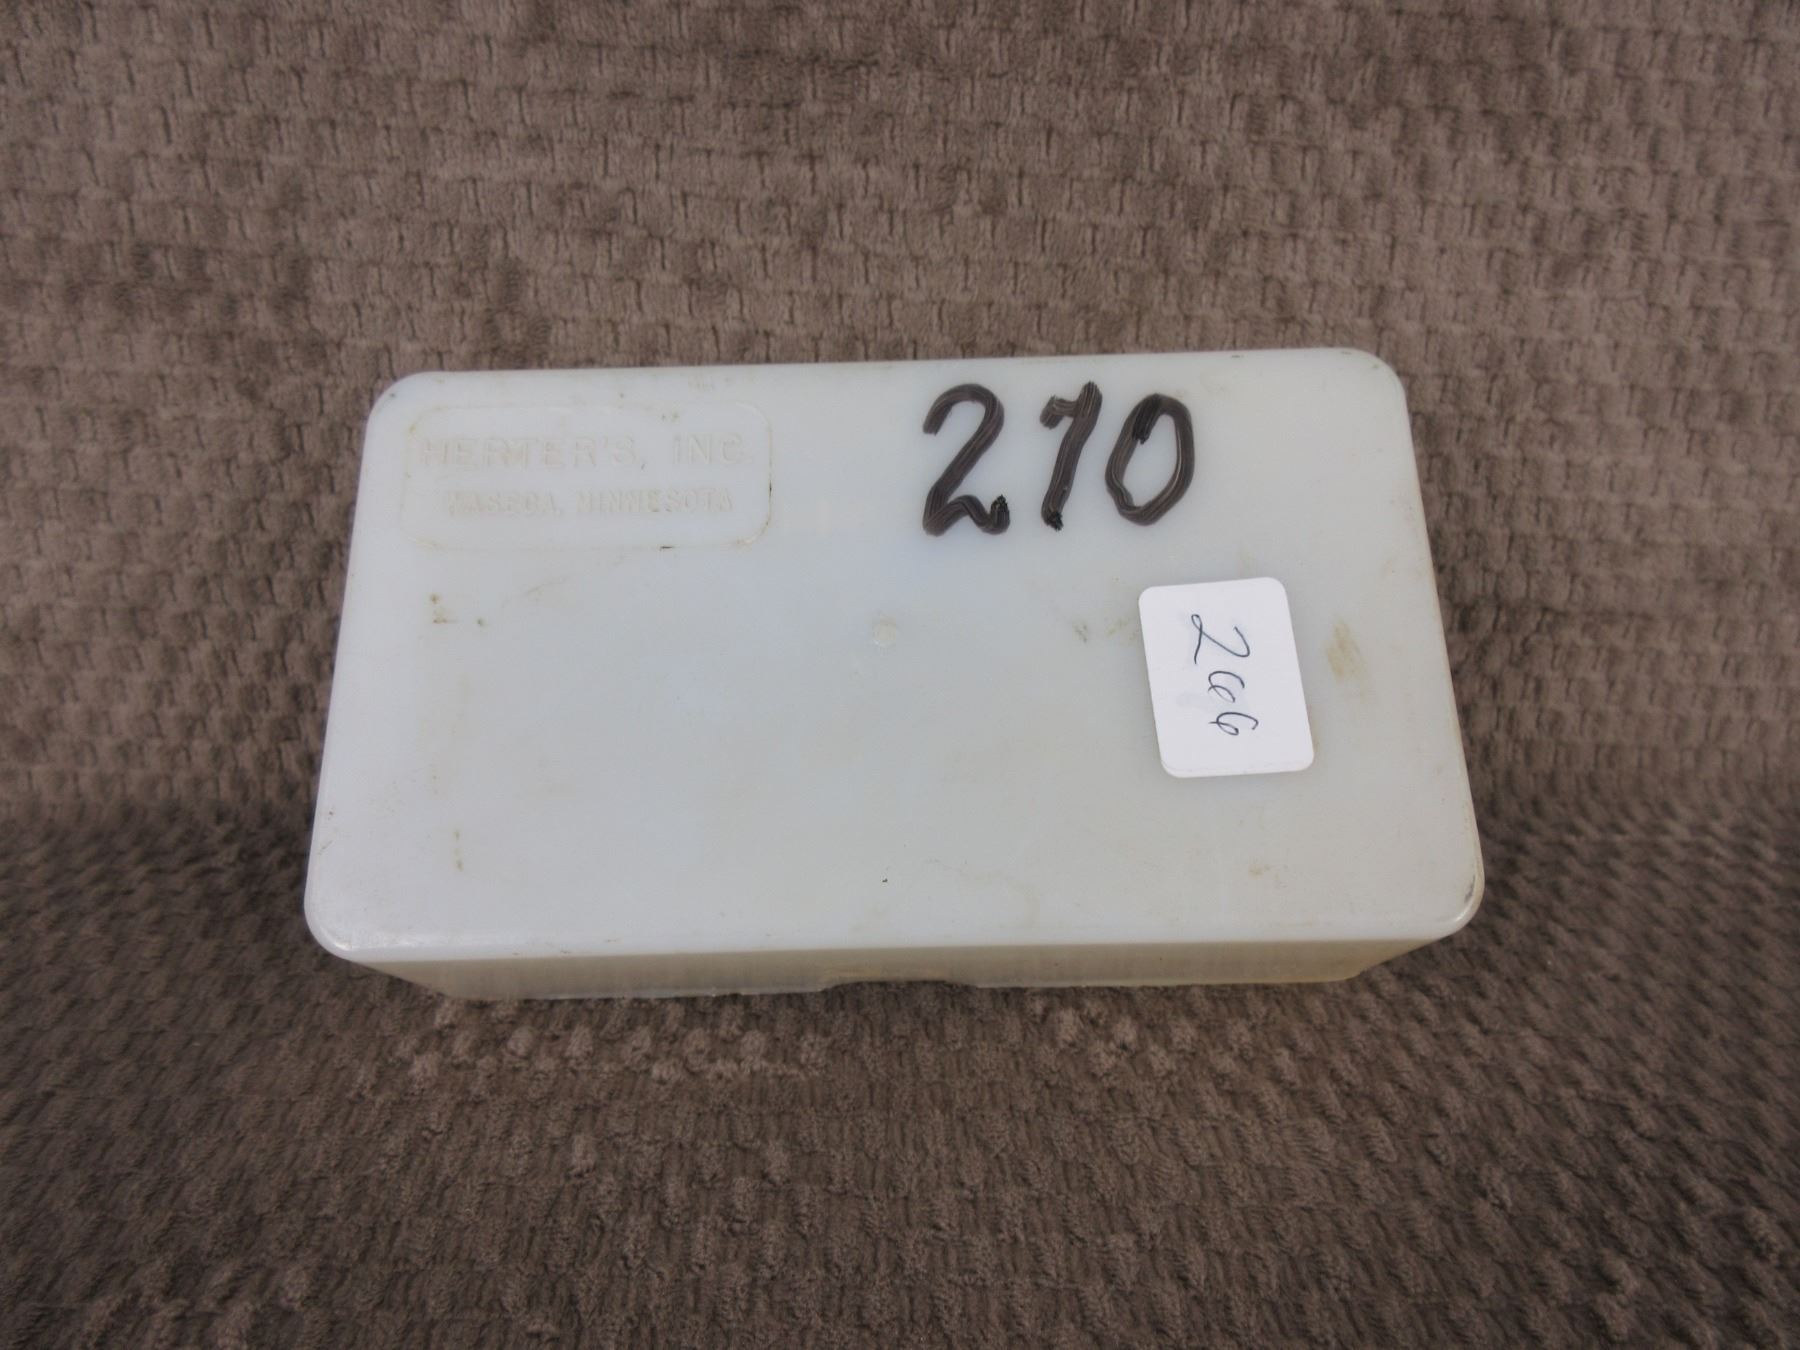 HERTER'S, INC.
WASECA, MINNESOTA
270
266